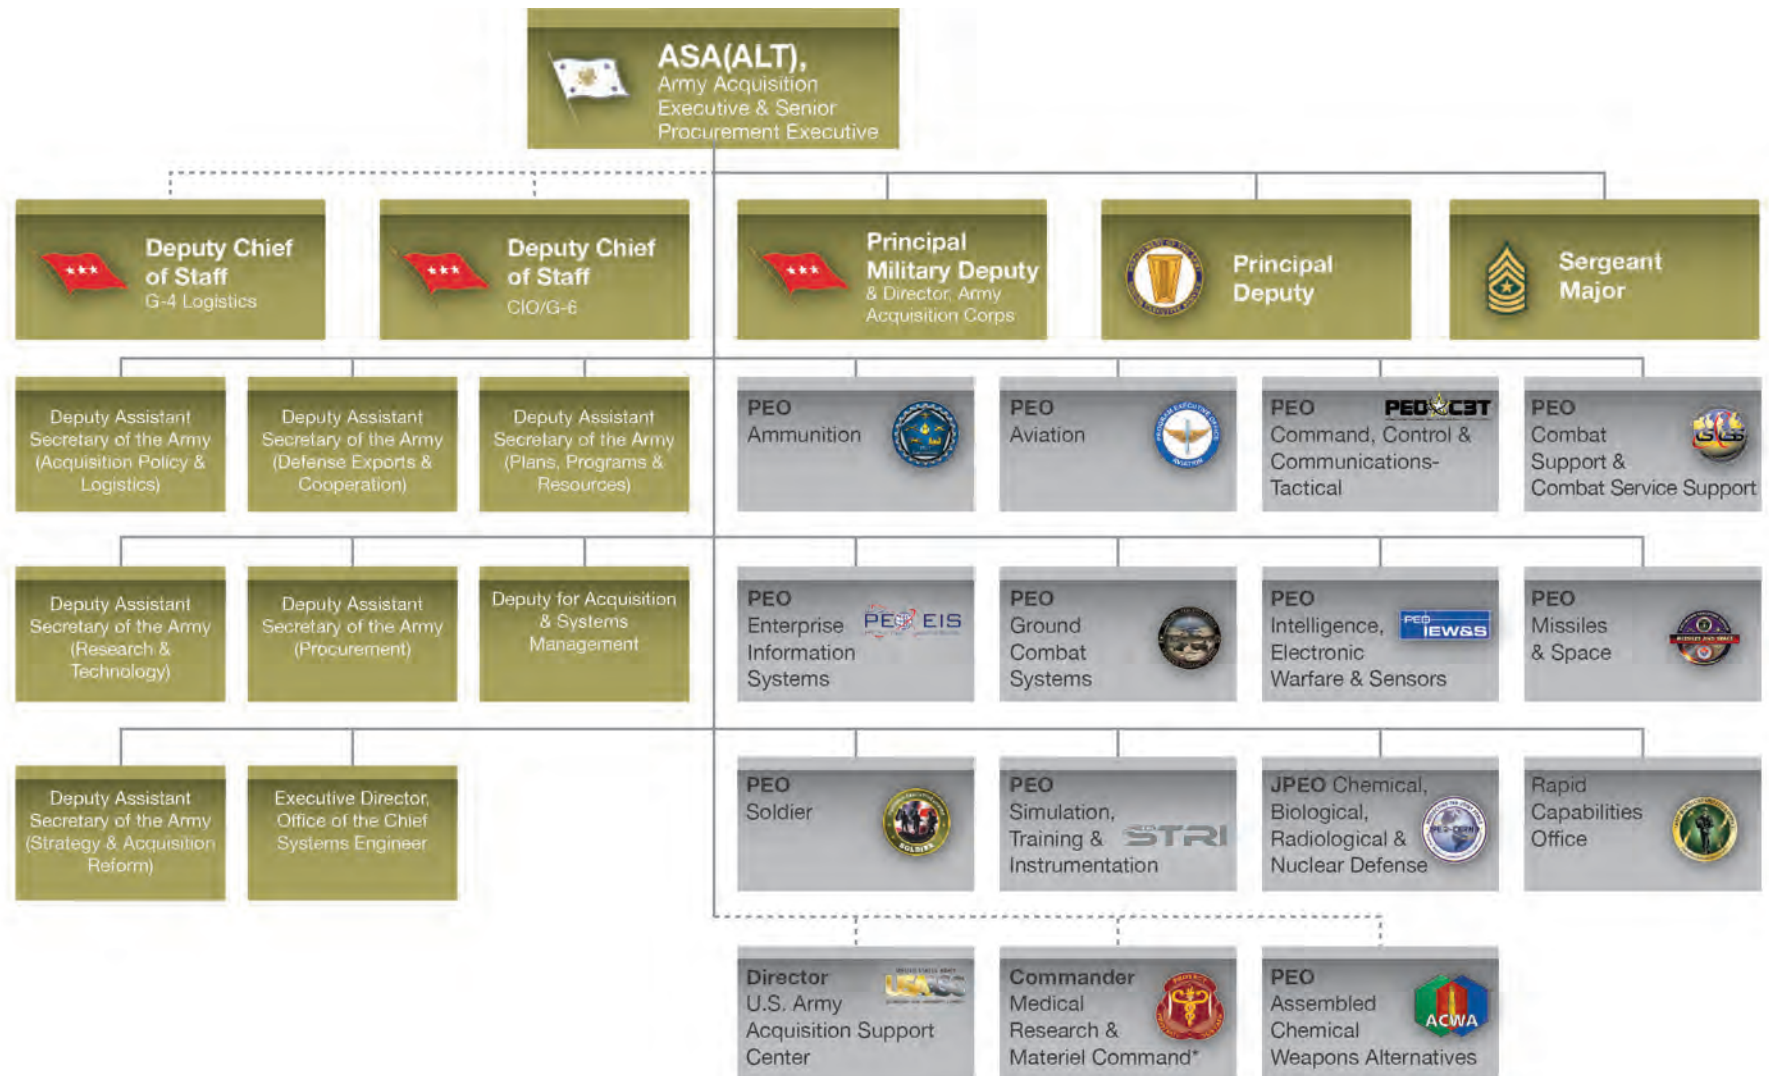 ASA(ALT),
Army Acquisition
Executive & Senior
Procurement Executive
Deputy Chief
of Staff
G-4 Logistics
Deputy Chief
of Staff
CIO/G-6
Principal
Military Deputy
& Director, Army
Acquisition Corps
Principal
Deputy
Sergeant
Major
Deputy Assistant
Secretary of the Army
(Acquisition Policy &
Logistics)
Deputy Assistant
Secretary of the Army
(Defense Exports &
Cooperation)
Deputy Assistant
Secretary of the Army
(Plans, Programs &
Resources)
PEO
Ammunition
PEO
Aviation
PROGRAM EXECUTIVE OFFICE
AVIATION
PEO
Command, Control &
Communications-
Tactical
PEO C3T
PEO
Combat
Support &
Combat Service Support
Deputy Assistant
Secretary of the Army
(Research &
Technology)
Deputy Assistant
Secretary of the Army
(Procurement)
Deputy for Acquisition
& Systems
Management
PEO
Enterprise
Information
Systems
PEO EIS
PEO
Ground
Combat
Systems
PEO
Intelligence,
Electronic
Warfare & Sensors
PEO
IEW&S
PEO
Missiles
& Space
Deputy Assistant
Secretary of the Army
(Strategy & Acquisition
Reform)
Executive Director,
Office of the Chief
Systems Engineer
PEO
Soldier
SOLDIER
PEO
Simulation,
Training &
Instrumentation
STRI
JPEO Chemical,
Biological,
Radiological &
Nuclear Defense
Rapid
Capabilities
Office
Director
U.S. Army
Acquisition Support
Center
USAASC
Commander
Medical
Research &
Materiel Command*
PEO
Assembled
Chemical
Weapons Alternatives
ACWA